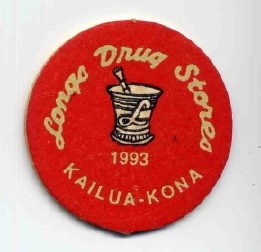 Longs Drug Stores
L
1993
KAILUA-KONA